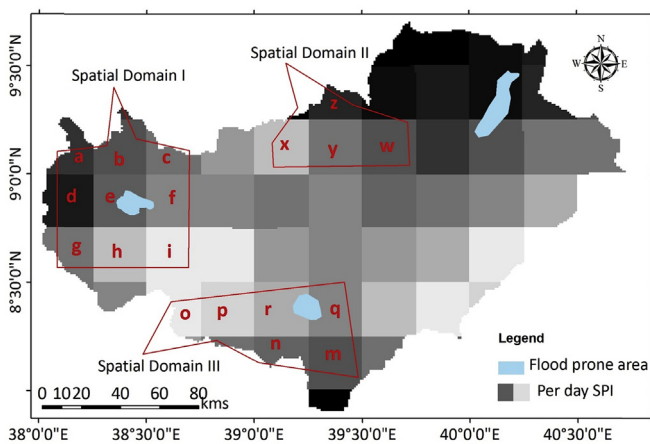 9°30'0"N
9°0'0"N
8°30'0"N
Spatial Domain I
Spatial Domain II
Spatial Domain III
N
W E
S
z
a b c
x y w
d e f
g h i
o p r q
n m
Legend
Flood prone area
Per day SPI
0 10 20 40 60 80
kms
38°0'0"E 38°30'0"E 39°0'0"E 39°30'0"E 40°0'0"E 40°30'0"E